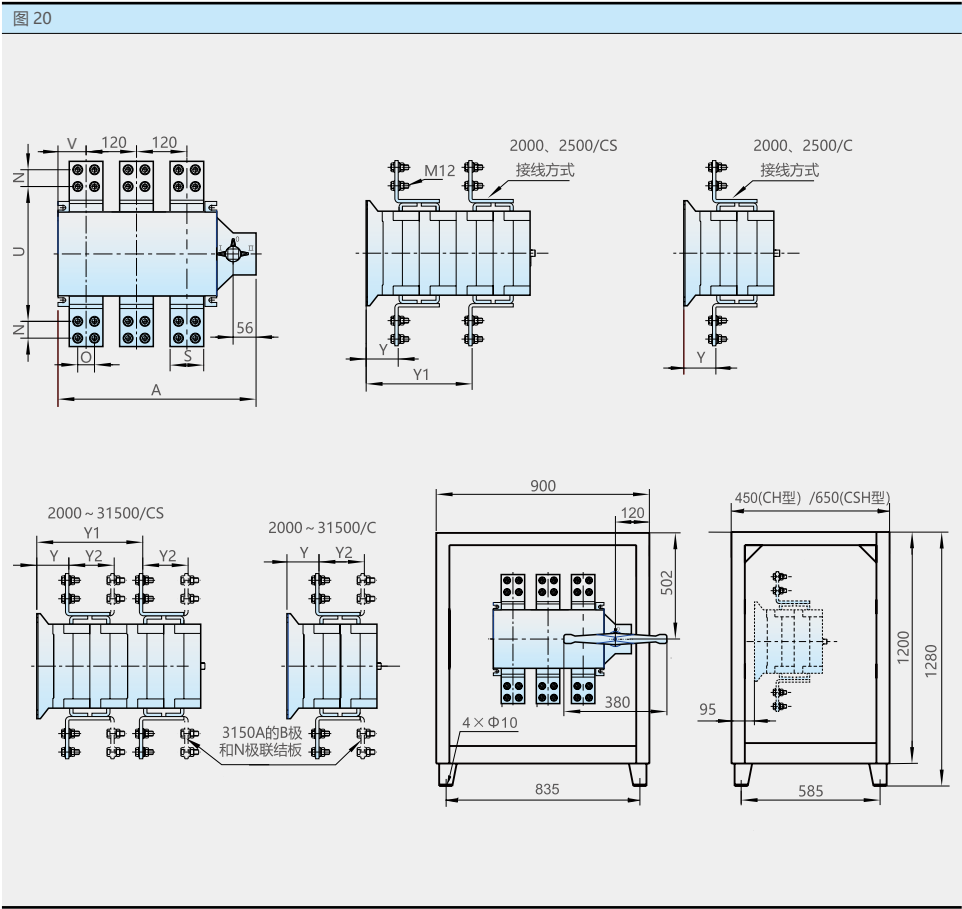 图 20
V 120 120
N
U
N
I O II
56
O S
A
2000、2500/CS
接线方式
M12
Y
Y1
2000、2500/C
接线方式
Y
2000～31500/CS
Y1
Y Y2 Y2
2000～31500/C
Y Y2
3150A的B极
和N极联结板
900
120
502
380
4×Φ10
835
450(CH型）/650(CSH型)
1200
1280
95
585